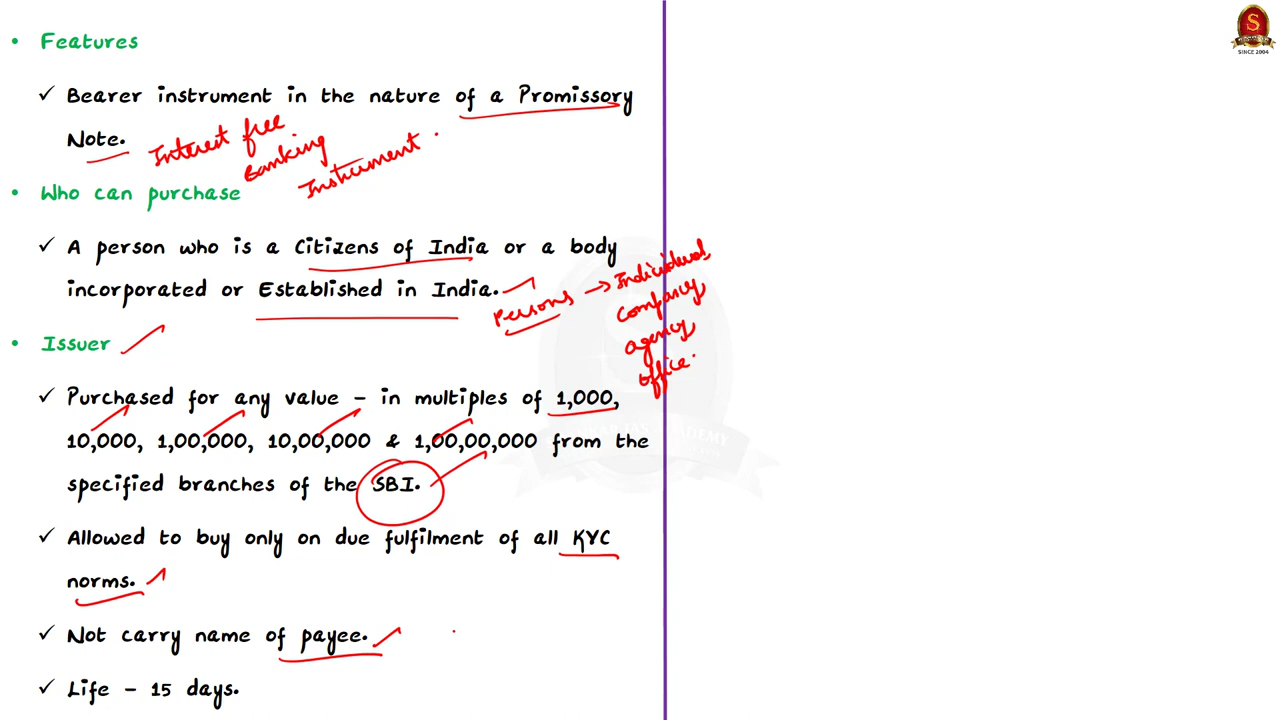 • Features
S
SINCE 2004
✓ Bearer instrument in the nature of a Promissory
Note.
Interest free
Banking
Instrument
• Who can purchase
✓ A person who is a Citizens of India or a body
incorporated or Established in India.
Persons → Individual,
Company,
agency,
office.
• Issuer
✓ Purchased for any value - in multiples of 1,000,
10,000, 1,00,000, 10,00,000 & 1,00,00,000 from the
specified branches of the SBI.
✓ Allowed to buy only on due fulfilment of all KYC
norms.
✓ Not carry name of payee.
✓ Life - 15 days.